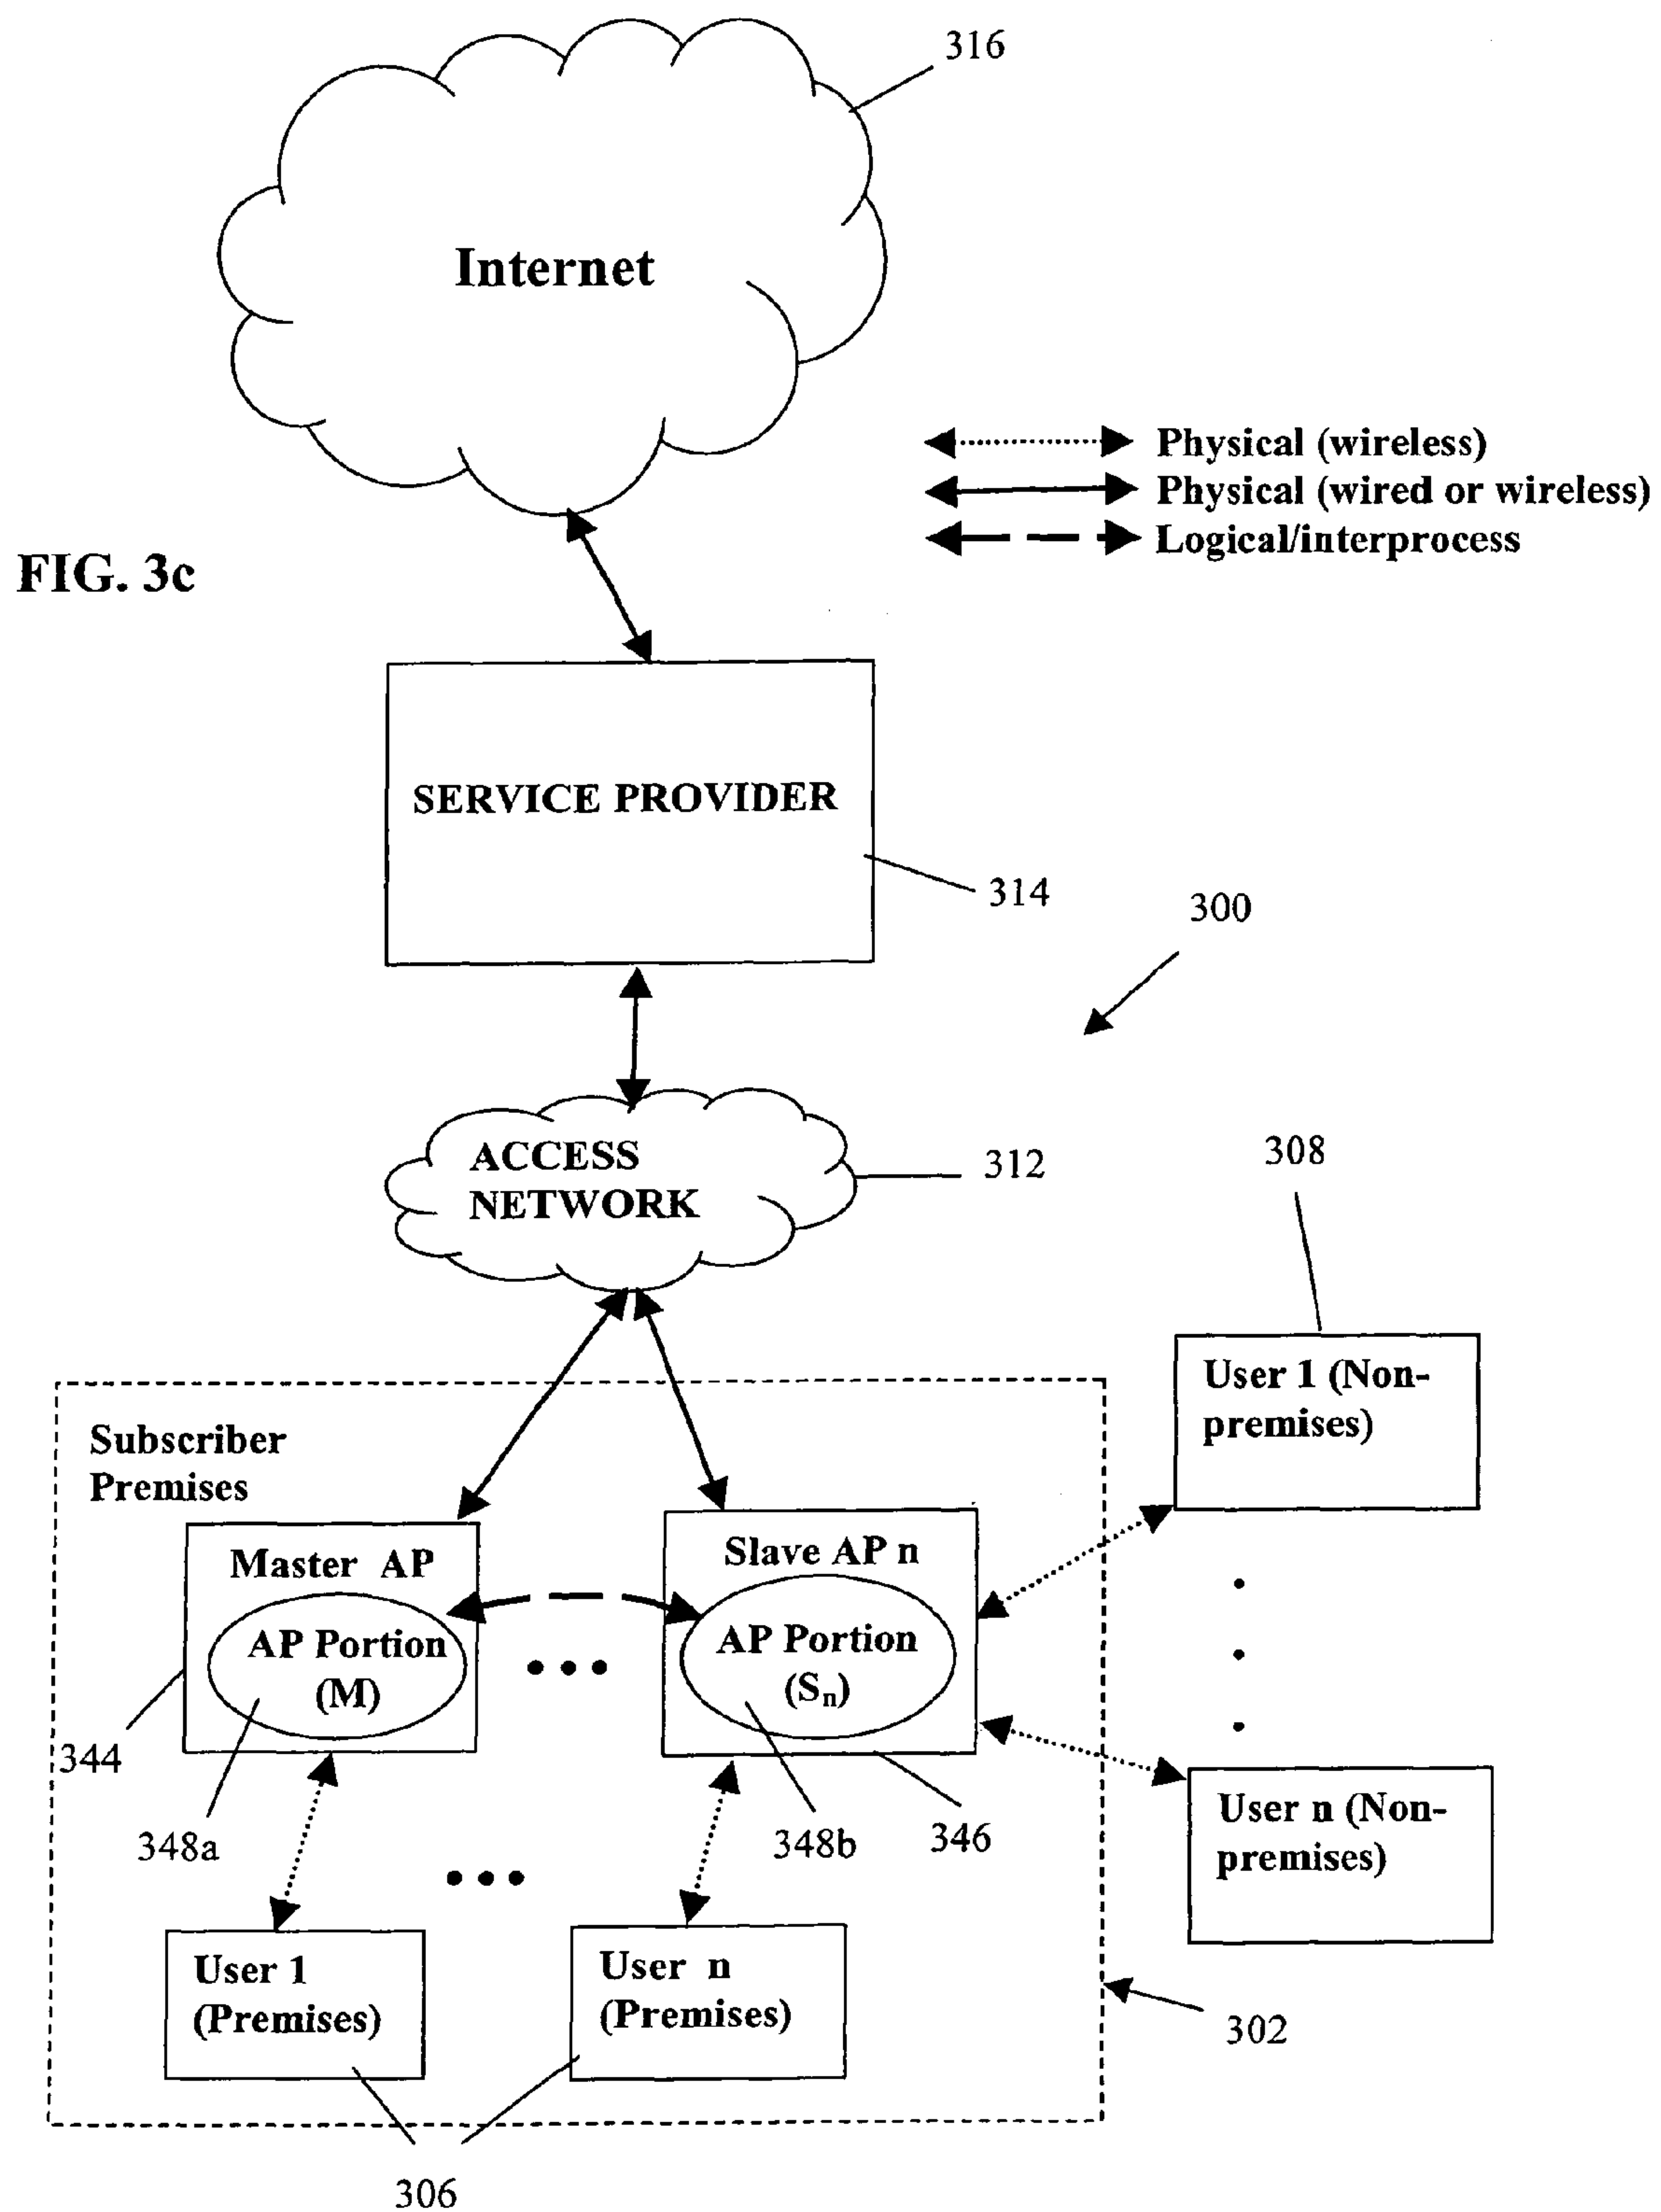 316
Internet
Physical (wireless)
Physical (wired or wireless)
Logical/interprocess
FIG. 3c
SERVICE PROVIDER
314
300
ACCESS
NETWORK
312
308
User 1 (Non-
premises)
Subscriber
Premises
Master AP
AP Portion
(M)
Slave AP n
AP Portion
(Sn)
344
348a
348b
346
User n (Non-
premises)
User 1
(Premises)
User n
(Premises)
302
306